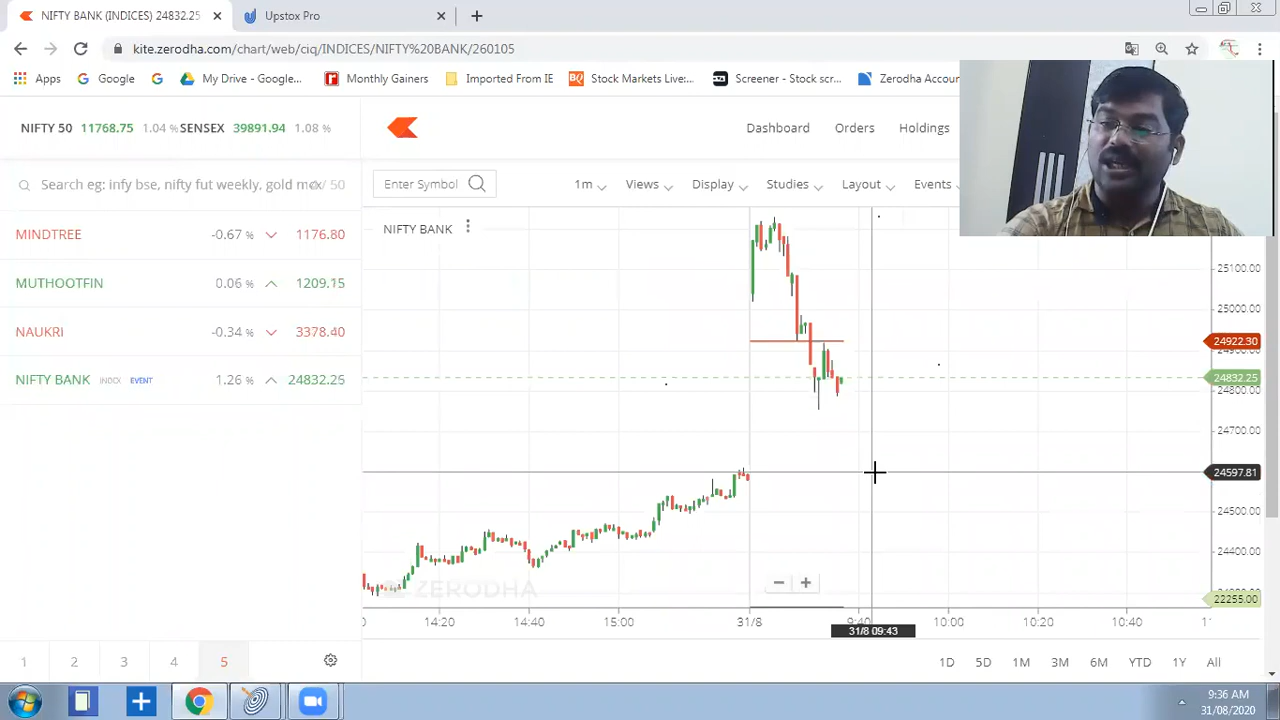 NIFTY BANK (INDICES) 24832.25
Upstox Pro
kite.zerodha.com/chart/web/ciq/INDICES/NIFTY%20BANK/260105
Apps
Google
My Drive - Google...
Monthly Gainers
Imported From IE
BQ
Stock Markets Live:...
Screener - Stock scr...
Zerodha Accou
NIFTY 50 11768.75 1.04 % SENSEX 39891.94 1.08 %
Dashboard
Orders
Holdings
Search eg: infy bse, nifty fut weekly, gold mcx / 50
Enter Symbol
1m
Views
Display
Studies
Layout
Events
MINDTREE -0.67 % 1176.80
MUTHOOTFIN 0.06 % 1209.15
NAUKRI -0.34 % 3378.40
NIFTY BANK INDEX EVENT 1.26 % 24832.25
NIFTY BANK
25100.00
25000.00
24922.30
24900.00
24832.25
24800.00
24700.00
24597.81
24500.00
24400.00
22255.00
ZERODHA
14:20
14:40
15:00
31/8
9:40
10:00
10:20
10:40
31/8 09:43
1 2 3 4 5
1D 5D 1M 3M 6M YTD 1Y All
9:36 AM
31/08/2020